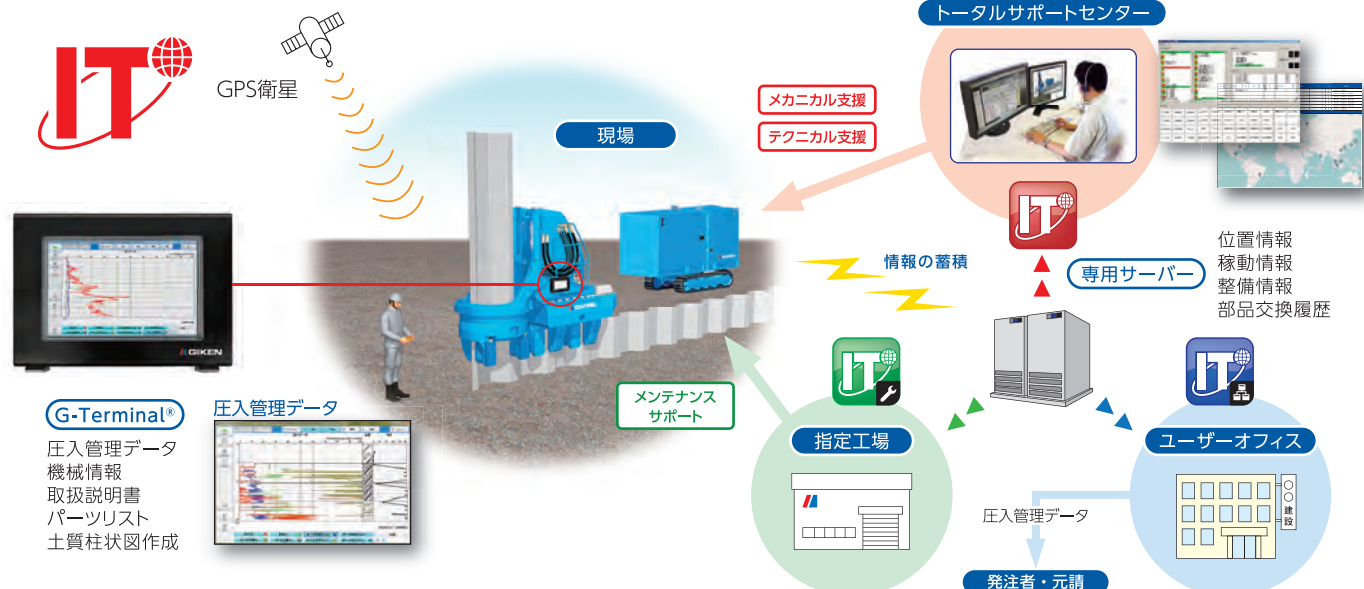 IT
GPS衛星
現場
トータルサポートセンター
メカニカル支援
テクニカル支援
IT
情報の蓄積
専用サーバー
位置情報
稼動情報
整備情報
部品交換履歴
GIKEN
G-Terminal®
圧入管理データ
機械情報
取扱説明書
パーツリスト
土質柱状図作成
圧入管理データ
メンテナンス
サポート
IT
指定工場
IT
ユーザーオフィス
〇〇建設
圧入管理データ
発注者・元請